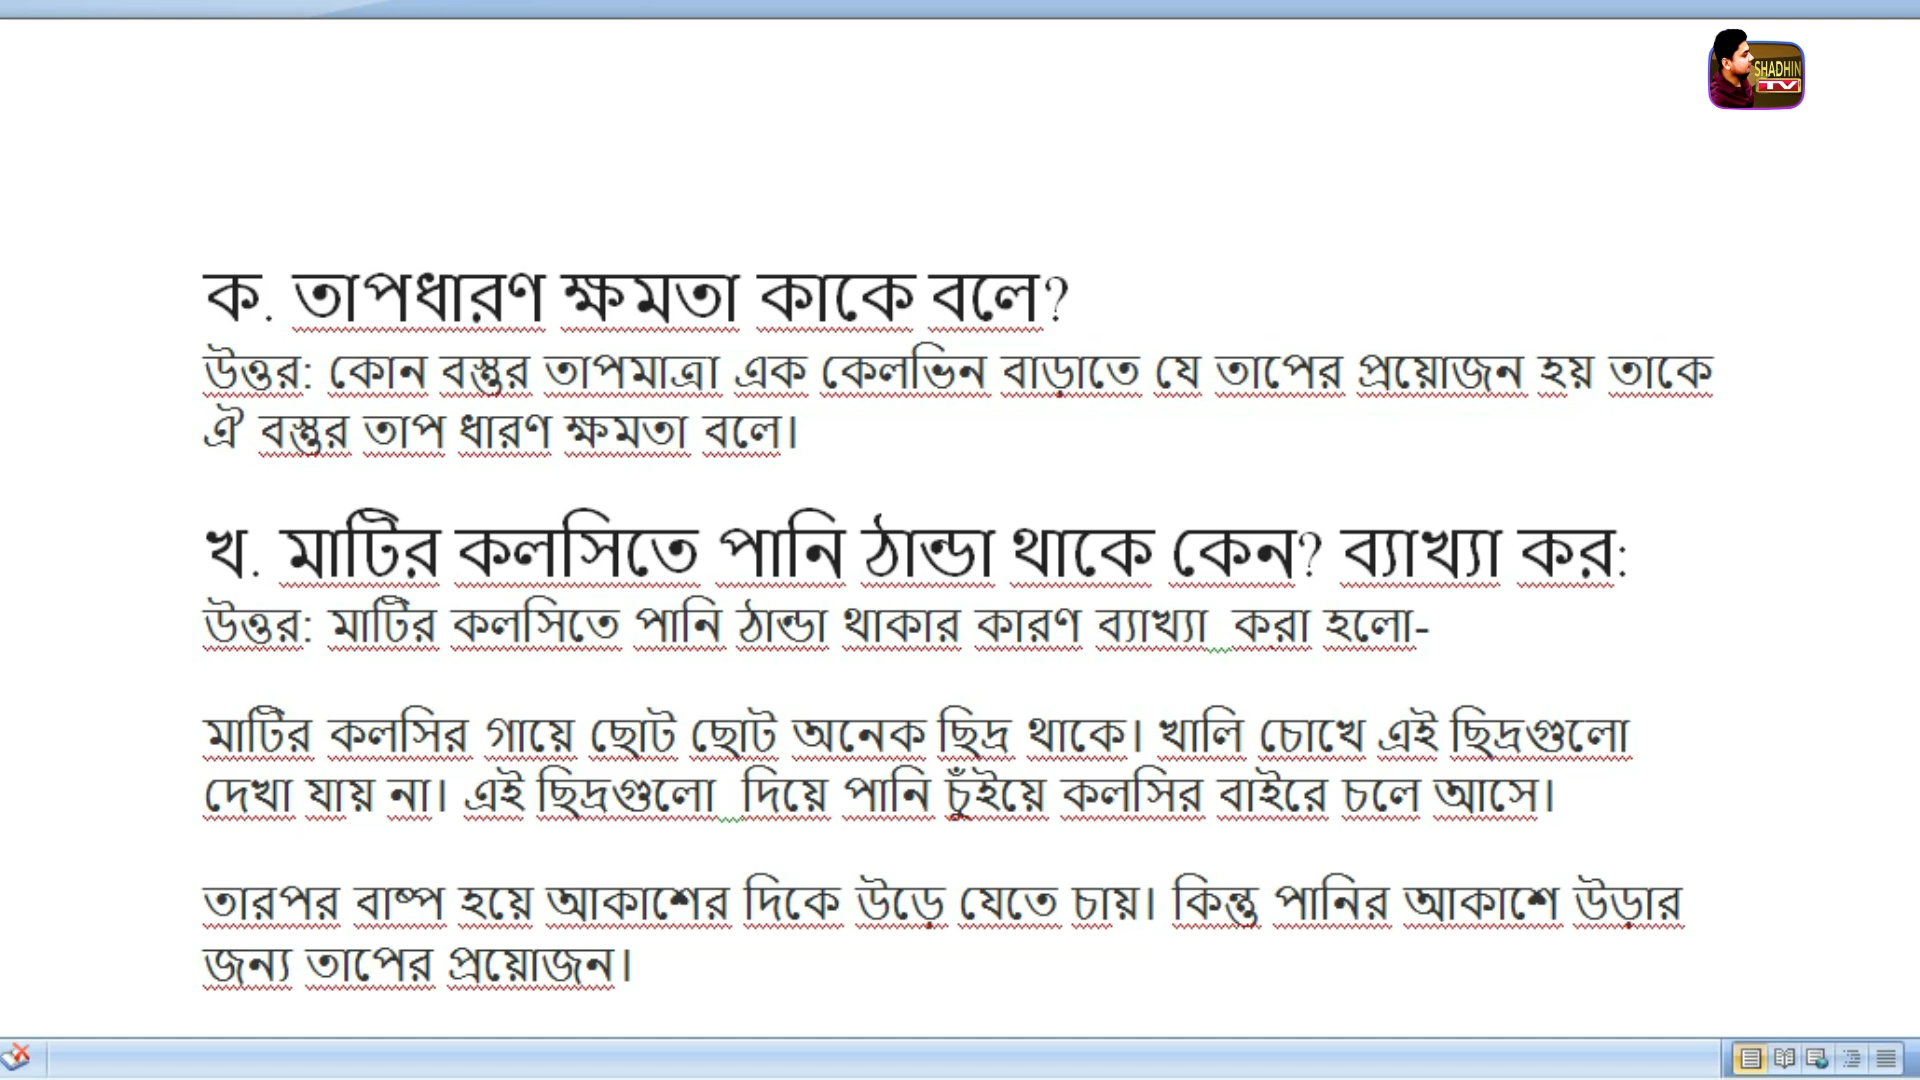 SHADHIN
TV
ক. তাপধারণ ক্ষমতা কাকে বলে?
উত্তর: কোন বস্তুর তাপমাত্রা এক কেলভিন বাড়াতে যে তাপের প্রয়োজন হয় তাকে
ঐ বস্তুর তাপ ধারণ ক্ষমতা বলে।
খ. মাটির কলসিতে পানি ঠান্ডা থাকে কেন? ব্যাখ্যা কর:
উত্তর: মাটির কলসিতে পানি ঠান্ডা থাকার কারণ ব্যাখ্যা করা হলো-
মাটির কলসির গায়ে ছোট ছোট অনেক ছিদ্র থাকে। খালি চোখে এই ছিদ্রগুলো
দেখা যায় না। এই ছিদ্রগুলো দিয়ে পানি চুঁইয়ে কলসির বাইরে চলে আসে।
তারপর বাষ্প হয়ে আকাশের দিকে উড়ে যেতে চায়। কিন্তু পানির আকাশে উড়ার
জন্য তাপের প্রয়োজন।